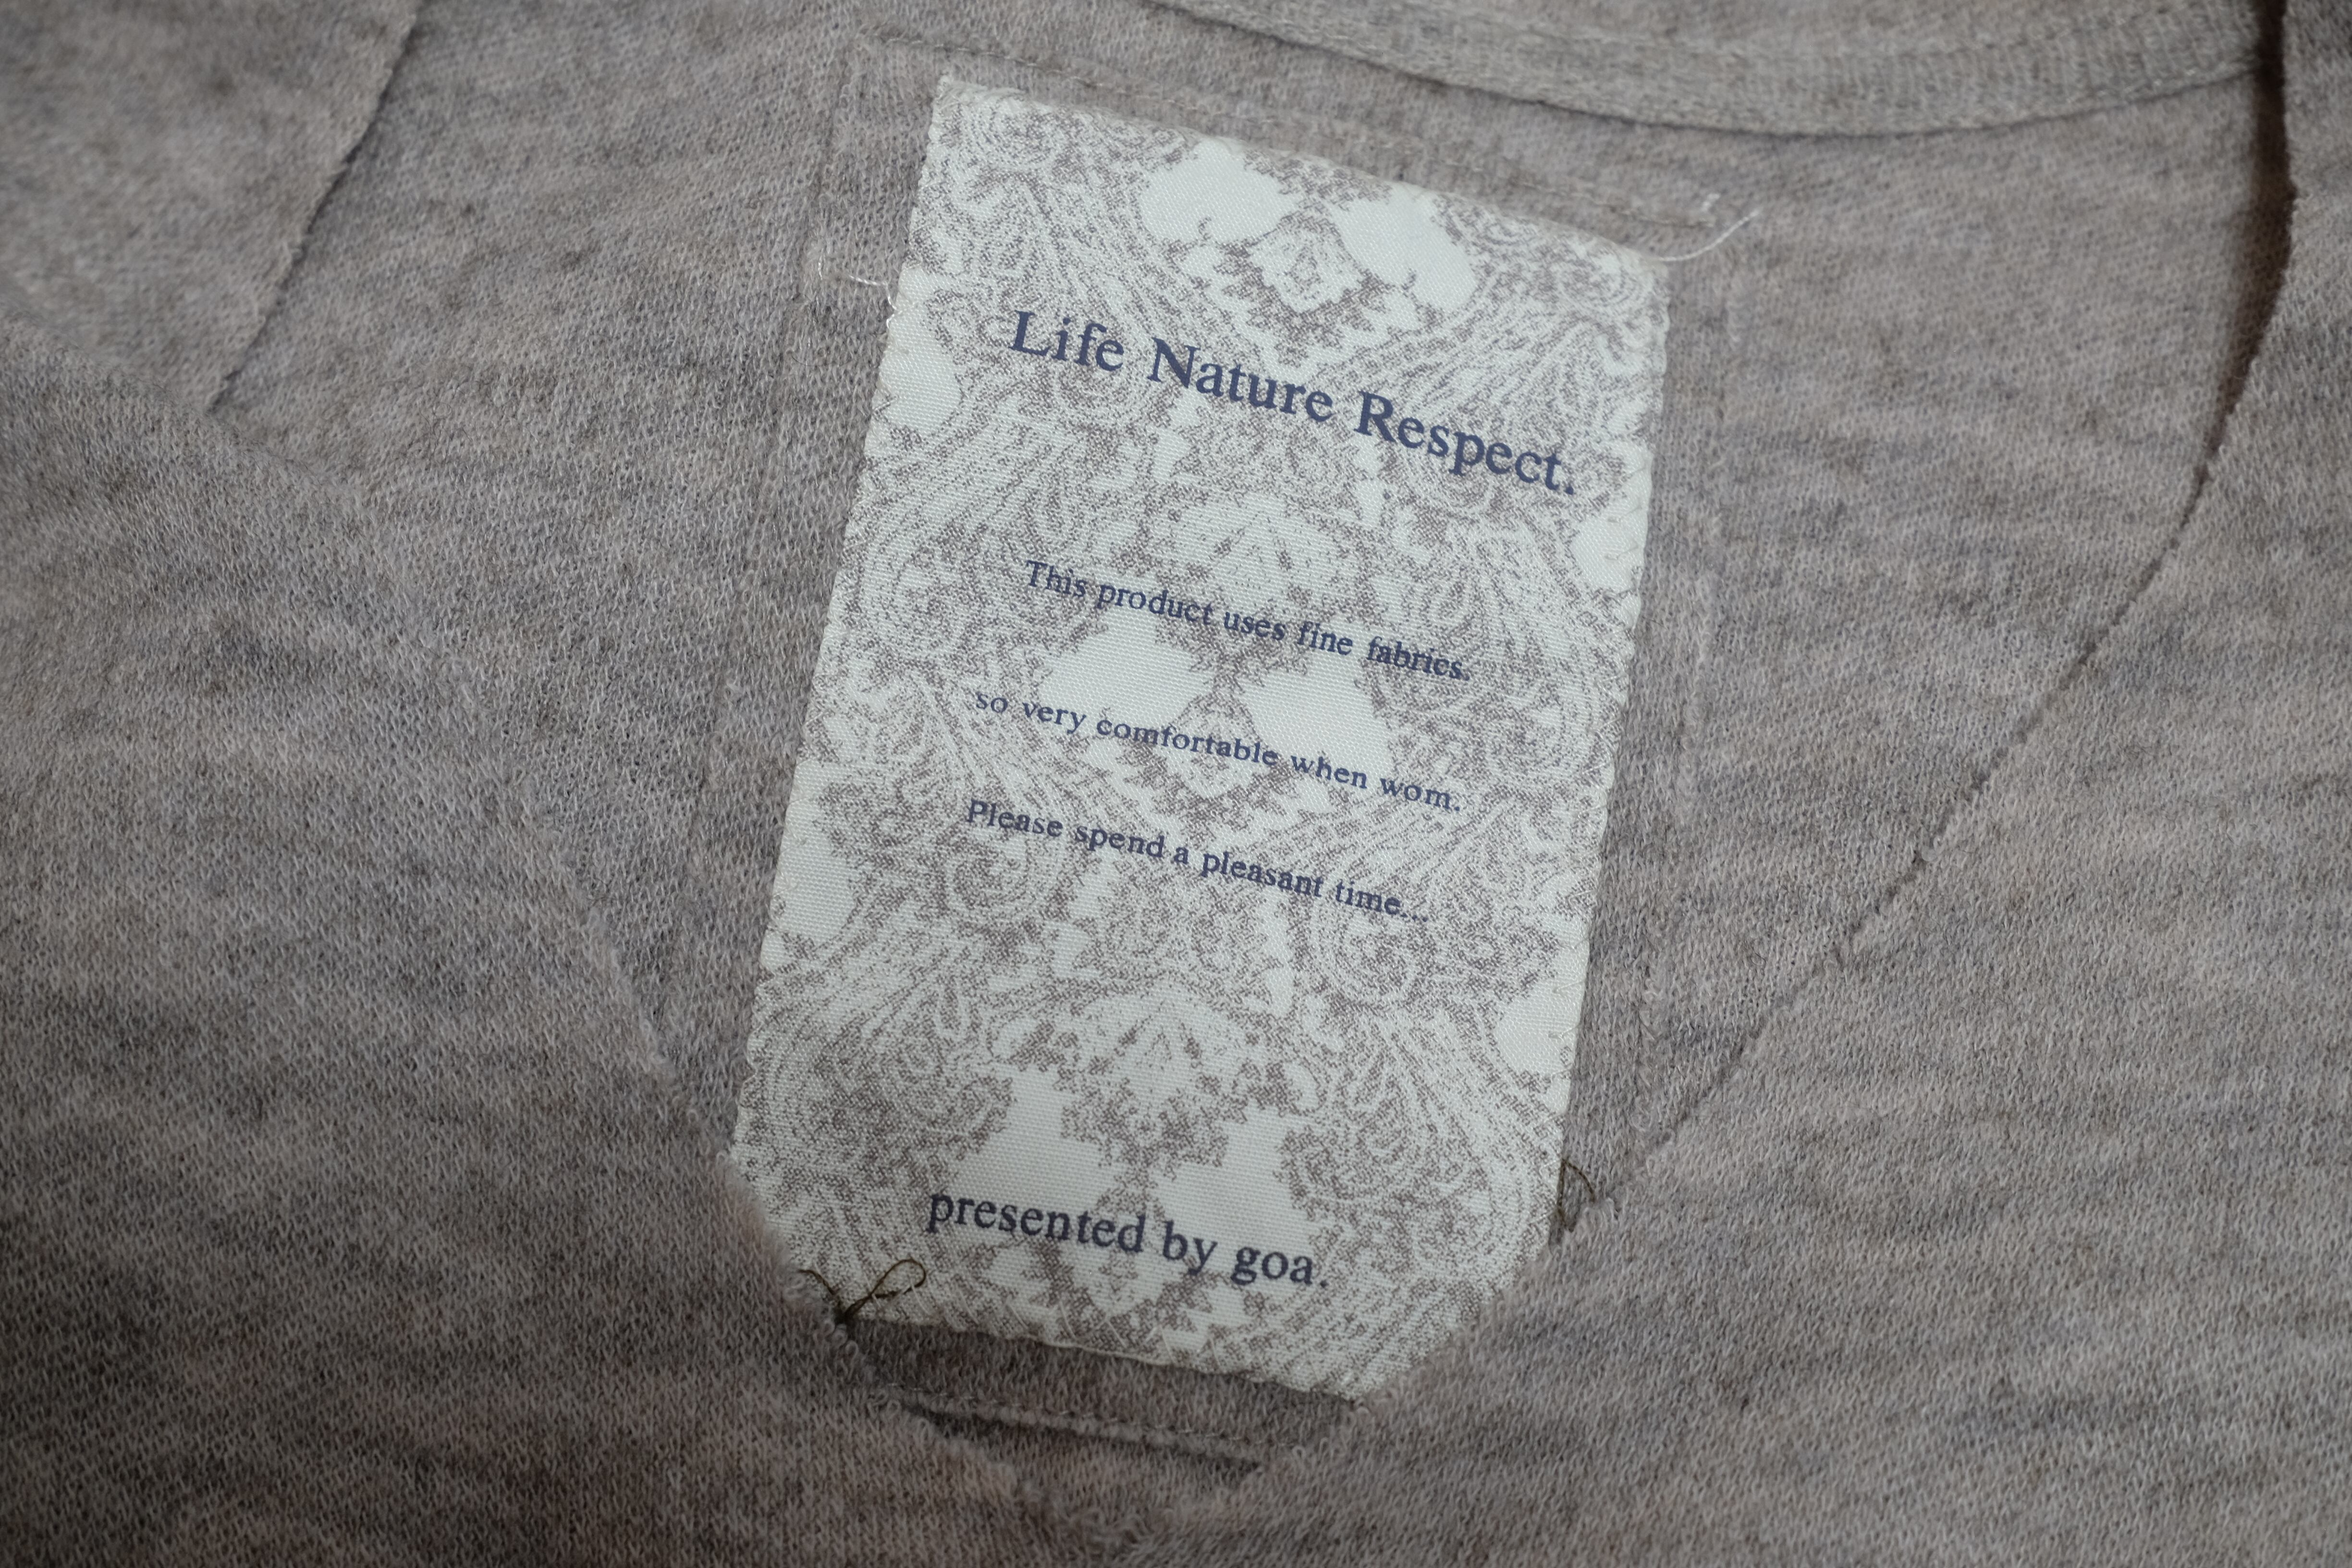 Life Nature Respect.
This product uses fine fabrics.
so very comfortable when worn.
Please spend a pleasant time...
presented by goa.